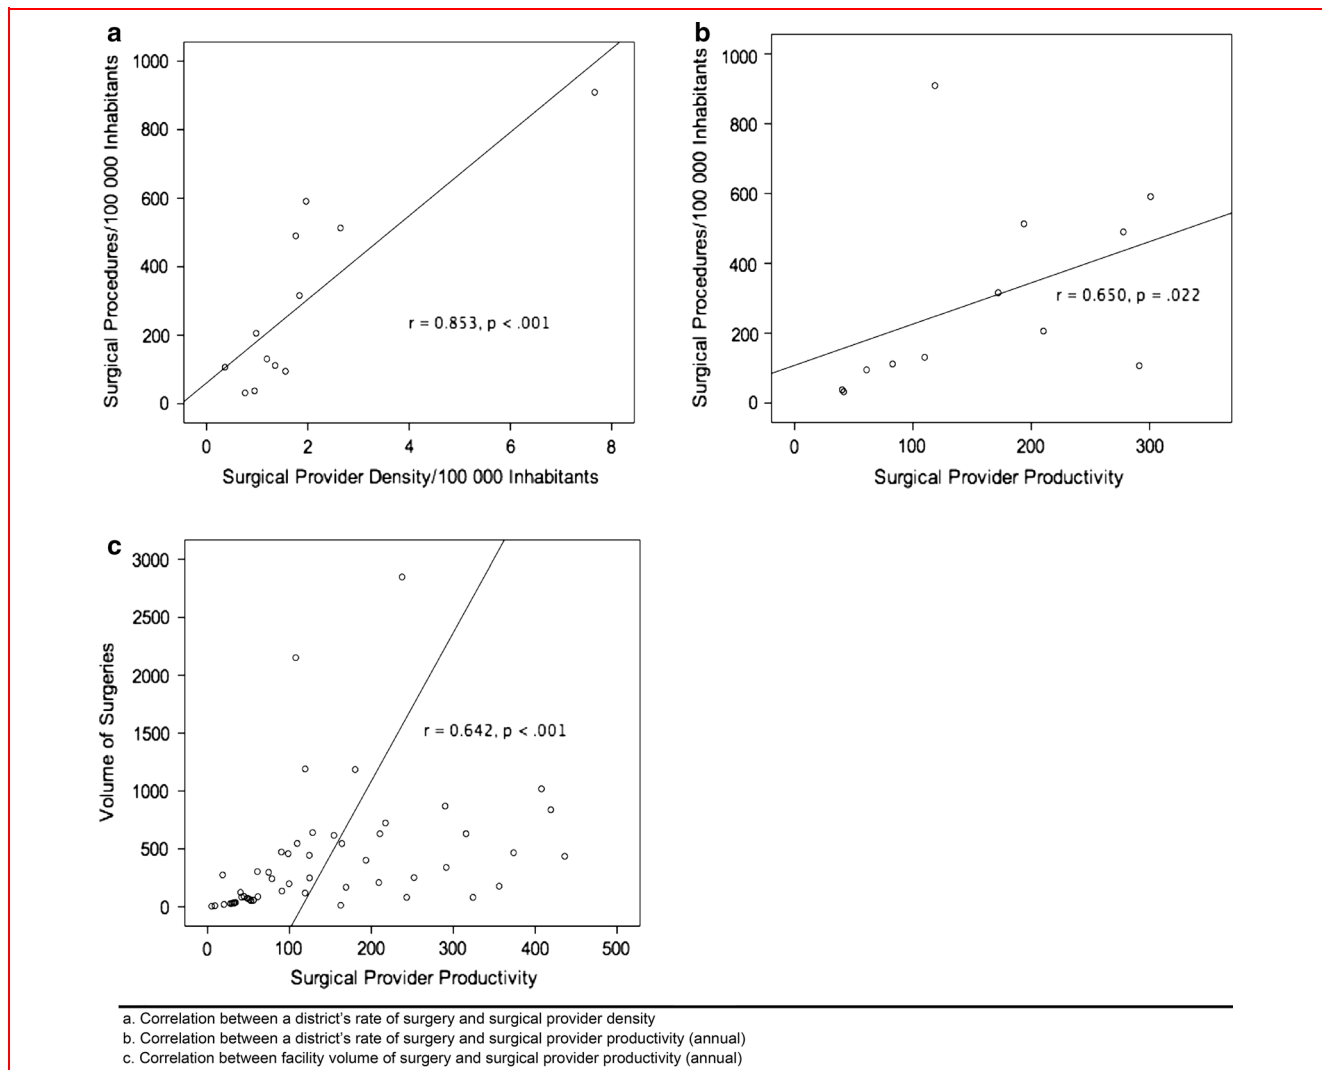 a
1000
800
600
400
200
0
Surgical Procedures/100 000 Inhabitants
r = 0.853, p < .001
0 2 4 6 8
Surgical Provider Density/100 000 Inhabitants
b
1000
800
600
400
200
0
Surgical Procedures/100 000 Inhabitants
r = 0.650, p = .022
0 100 200 300
Surgical Provider Productivity
c
3000
2500
2000
1500
1000
500
0
Volume of Surgeries
r = 0.642, p < .001
0 100 200 300 400 500
Surgical Provider Productivity
a. Correlation between a district's rate of surgery and surgical provider density
b. Correlation between a district's rate of surgery and surgical provider productivity (annual)
c. Correlation between facility volume of surgery and surgical provider productivity (annual)